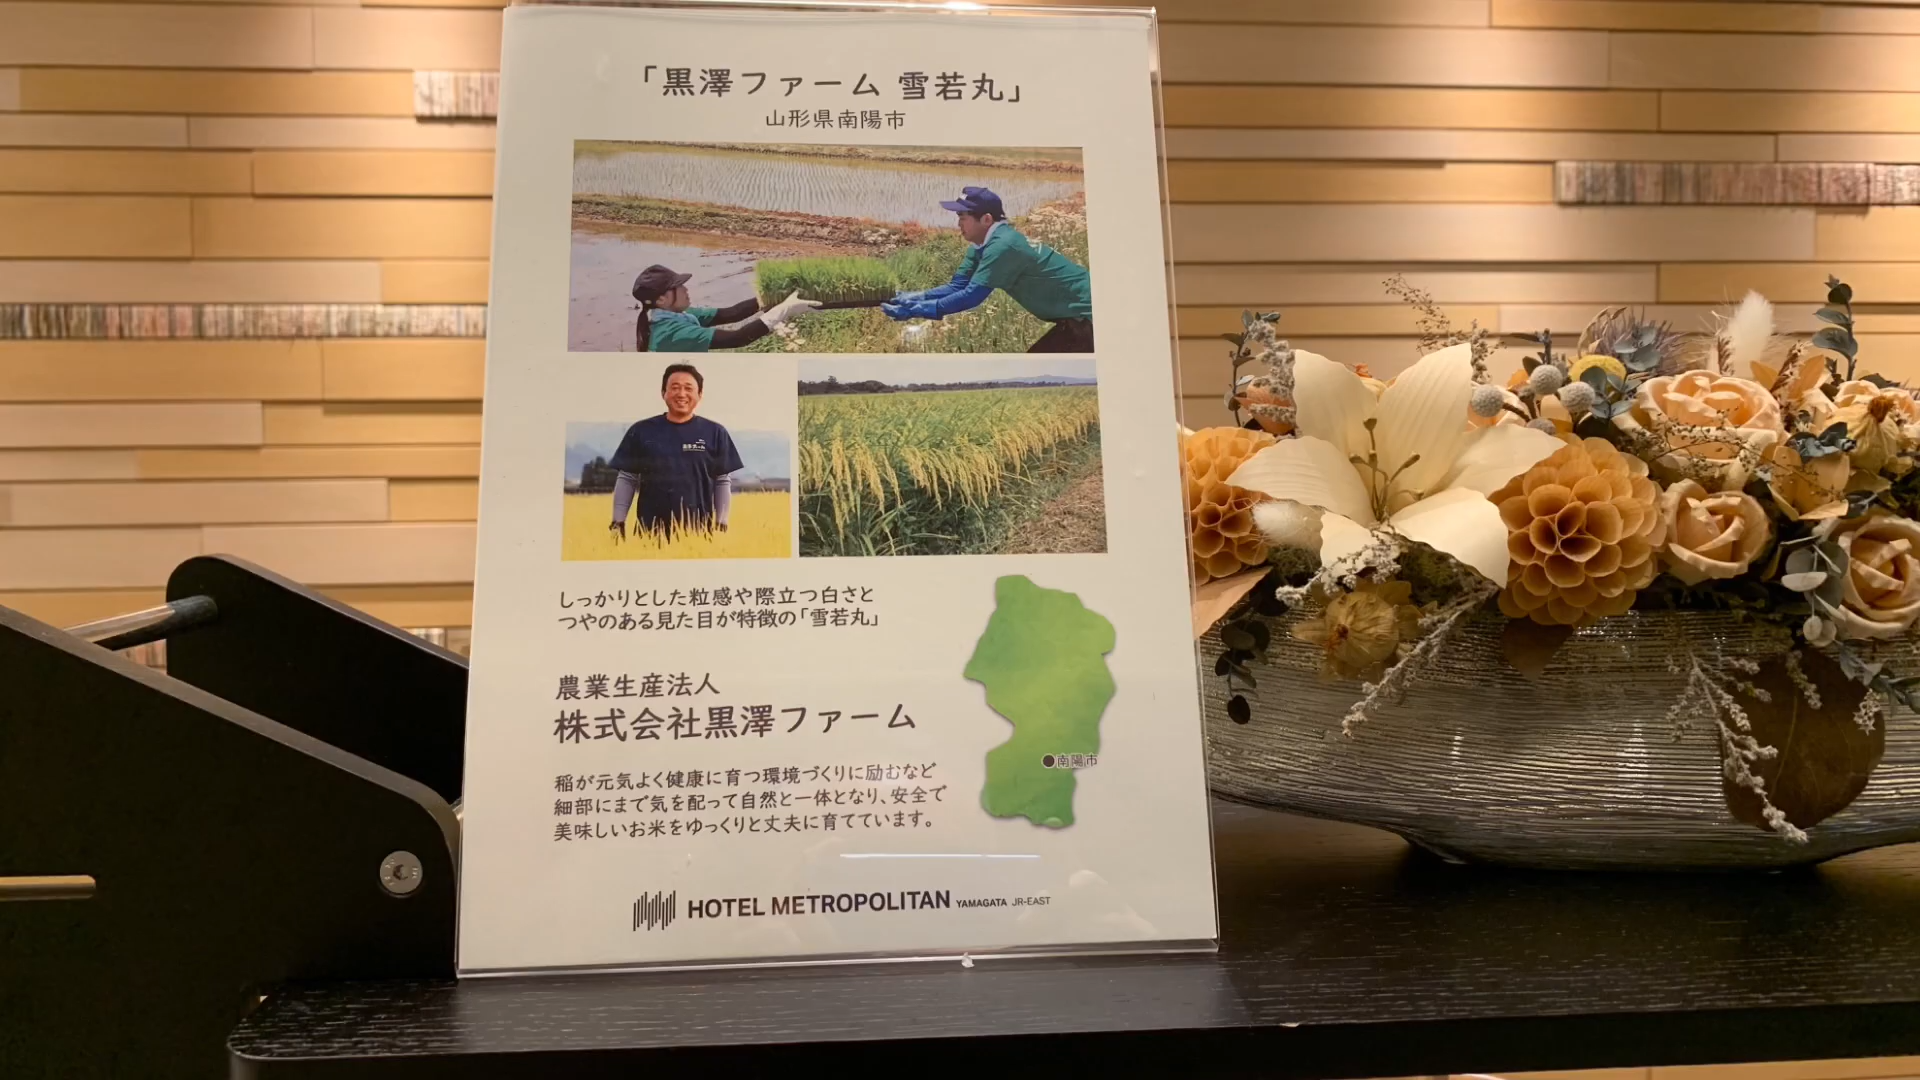 「黒澤ファーム 雪若丸」
山形県南陽市
しっかりとした粒感や際立つ白さと
つやのある見た目が特徴の「雪若丸」
農業生産法人
株式会社黒澤ファーム
稲が元気よく健康に育つ環境づくりに励むなど
細部にまで気を配って自然と一体となり、安全で
美味しいお米をゆっくりと丈夫に育てています。
●南陽市
HOTEL METROPOLITAN YAMAGATA JR-EAST